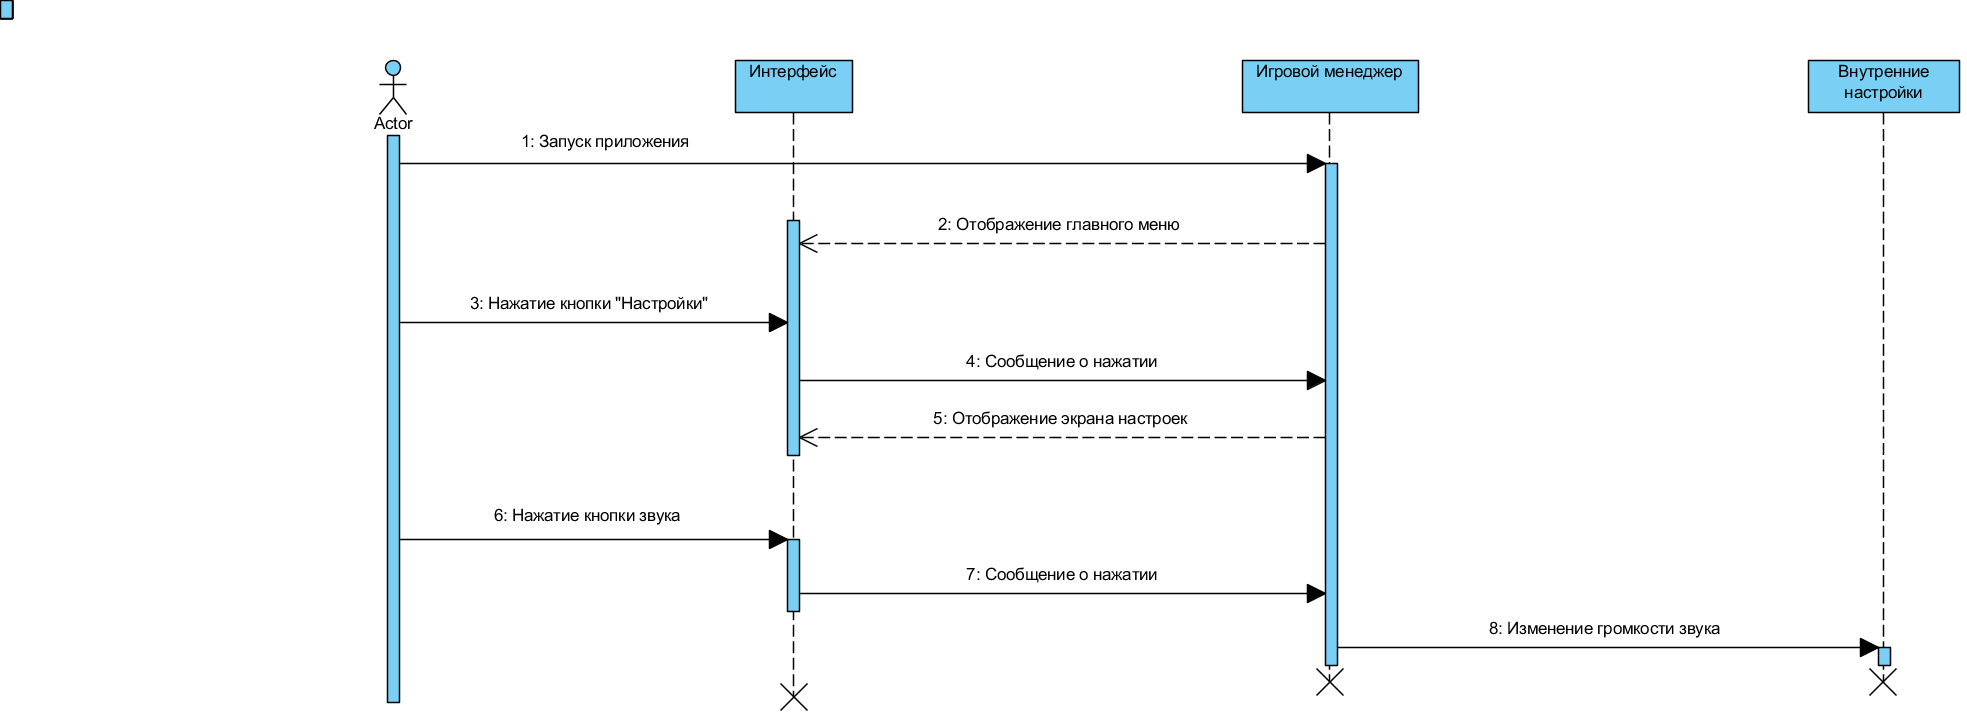 Actor
Интерфейс
Игровой менеджер
Внутренние
настройки
1: Запуск приложения
2: Отображение главного меню
3: Нажатие кнопки "Настройки"
4: Сообщение о нажатии
5: Отображение экрана настроек
6: Нажатие кнопки звука
7: Сообщение о нажатии
8: Изменение громкости звука